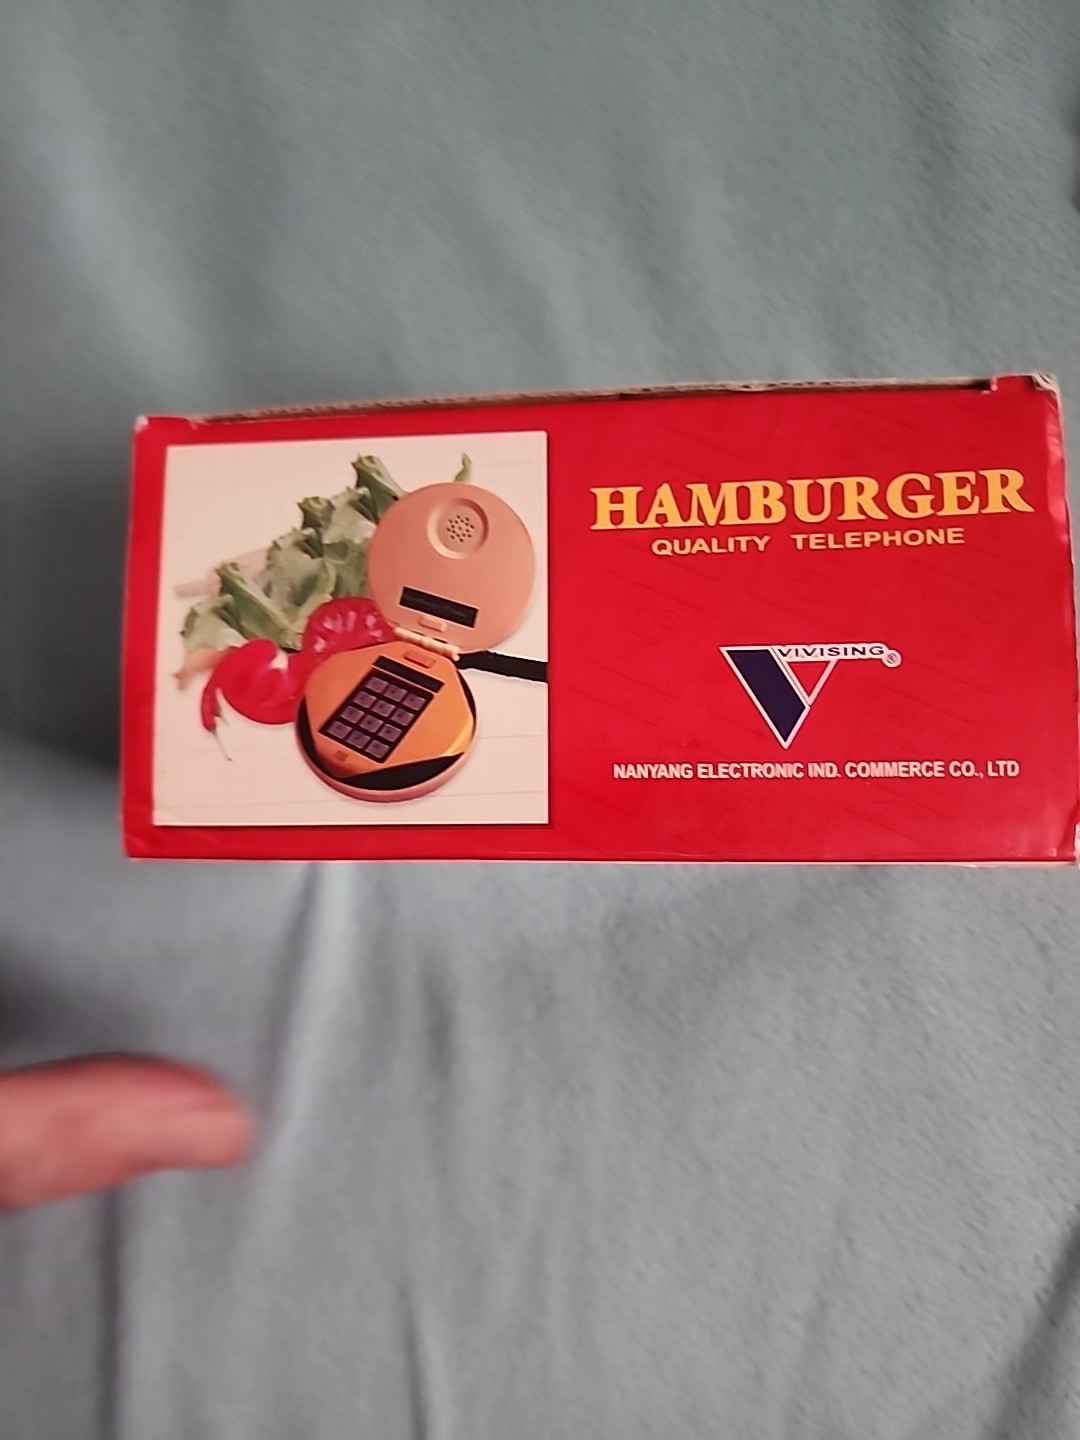 HAMBURGER
QUALITY TELEPHONE
VIVISING®
NANYANG ELECTRONIC IND. COMMERCE CO., LTD